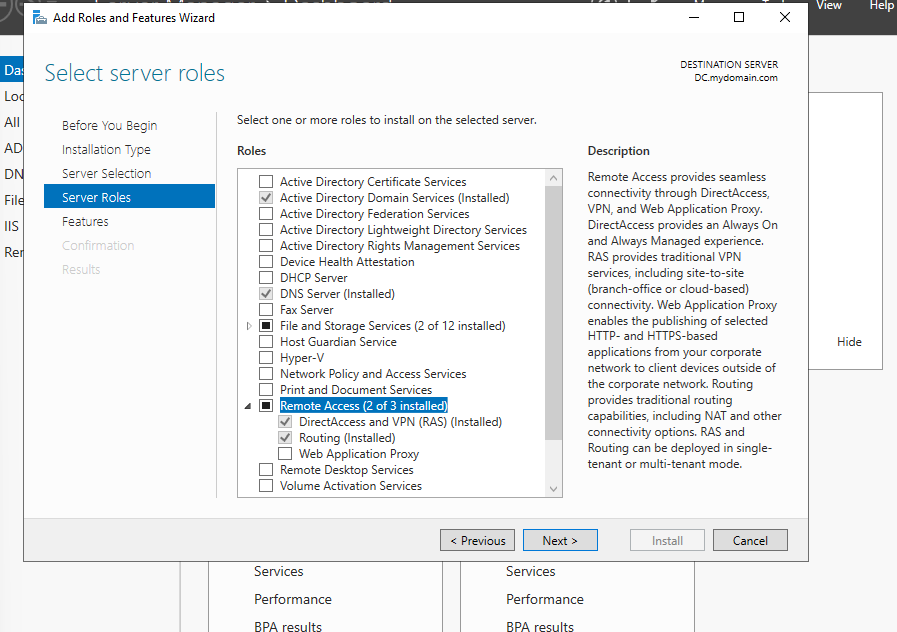 Add Roles and Features Wizard
View
Help
Select server roles
DESTINATION SERVER
DC.mydomain.com
Before You Begin
Installation Type
Server Selection
Server Roles
Features
Confirmation
Results
Select one or more roles to install on the selected server.
Roles
Active Directory Certificate Services
Active Directory Domain Services (Installed)
Active Directory Federation Services
Active Directory Lightweight Directory Services
Active Directory Rights Management Services
Device Health Attestation
DHCP Server
DNS Server (Installed)
Fax Server
File and Storage Services (2 of 12 installed)
Host Guardian Service
Hyper-V
Network Policy and Access Services
Print and Document Services
Remote Access (2 of 3 installed)
DirectAccess and VPN (RAS) (Installed)
Routing (Installed)
Web Application Proxy
Remote Desktop Services
Volume Activation Services
Description
Remote Access provides seamless
connectivity through DirectAccess,
VPN, and Web Application Proxy.
DirectAccess provides an Always On
and Always Managed experience.
RAS provides traditional VPN
services, including site-to-site
(branch-office or cloud-based)
connectivity. Web Application Proxy
enables the publishing of selected
HTTP- and HTTPS-based
applications from your corporate
network to client devices outside of
the corporate network. Routing
provides traditional routing
capabilities, including NAT and other
connectivity options. RAS and
Routing can be deployed in single-
tenant or multi-tenant mode.
Hide
< Previous
Next >
Install
Cancel
Das
Loc
All
AD
DN
File
IIS
Rer
Services
Performance
BPA results
Services
Performance
BPA results